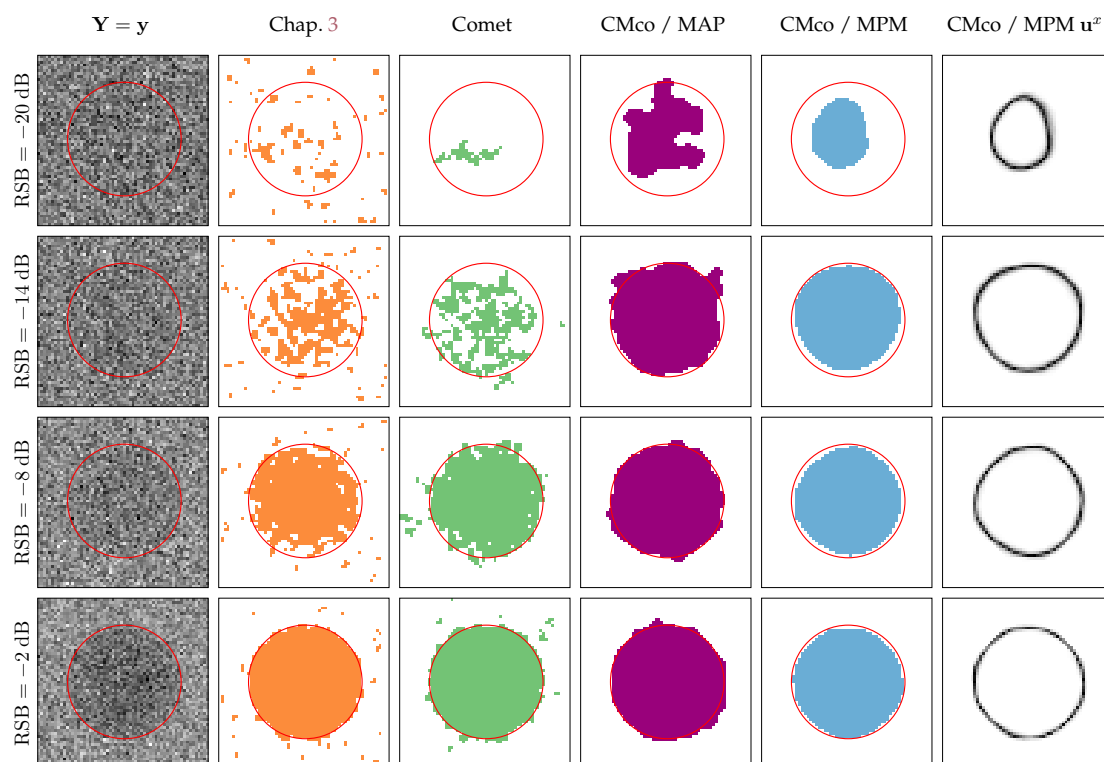 Y = y
Chap. 3
Comet
CMco / MAP
CMco / MPM
CMco / MPM uˣ
RSB = −20 dB
RSB = −14 dB
RSB = −8 dB
RSB = −2 dB